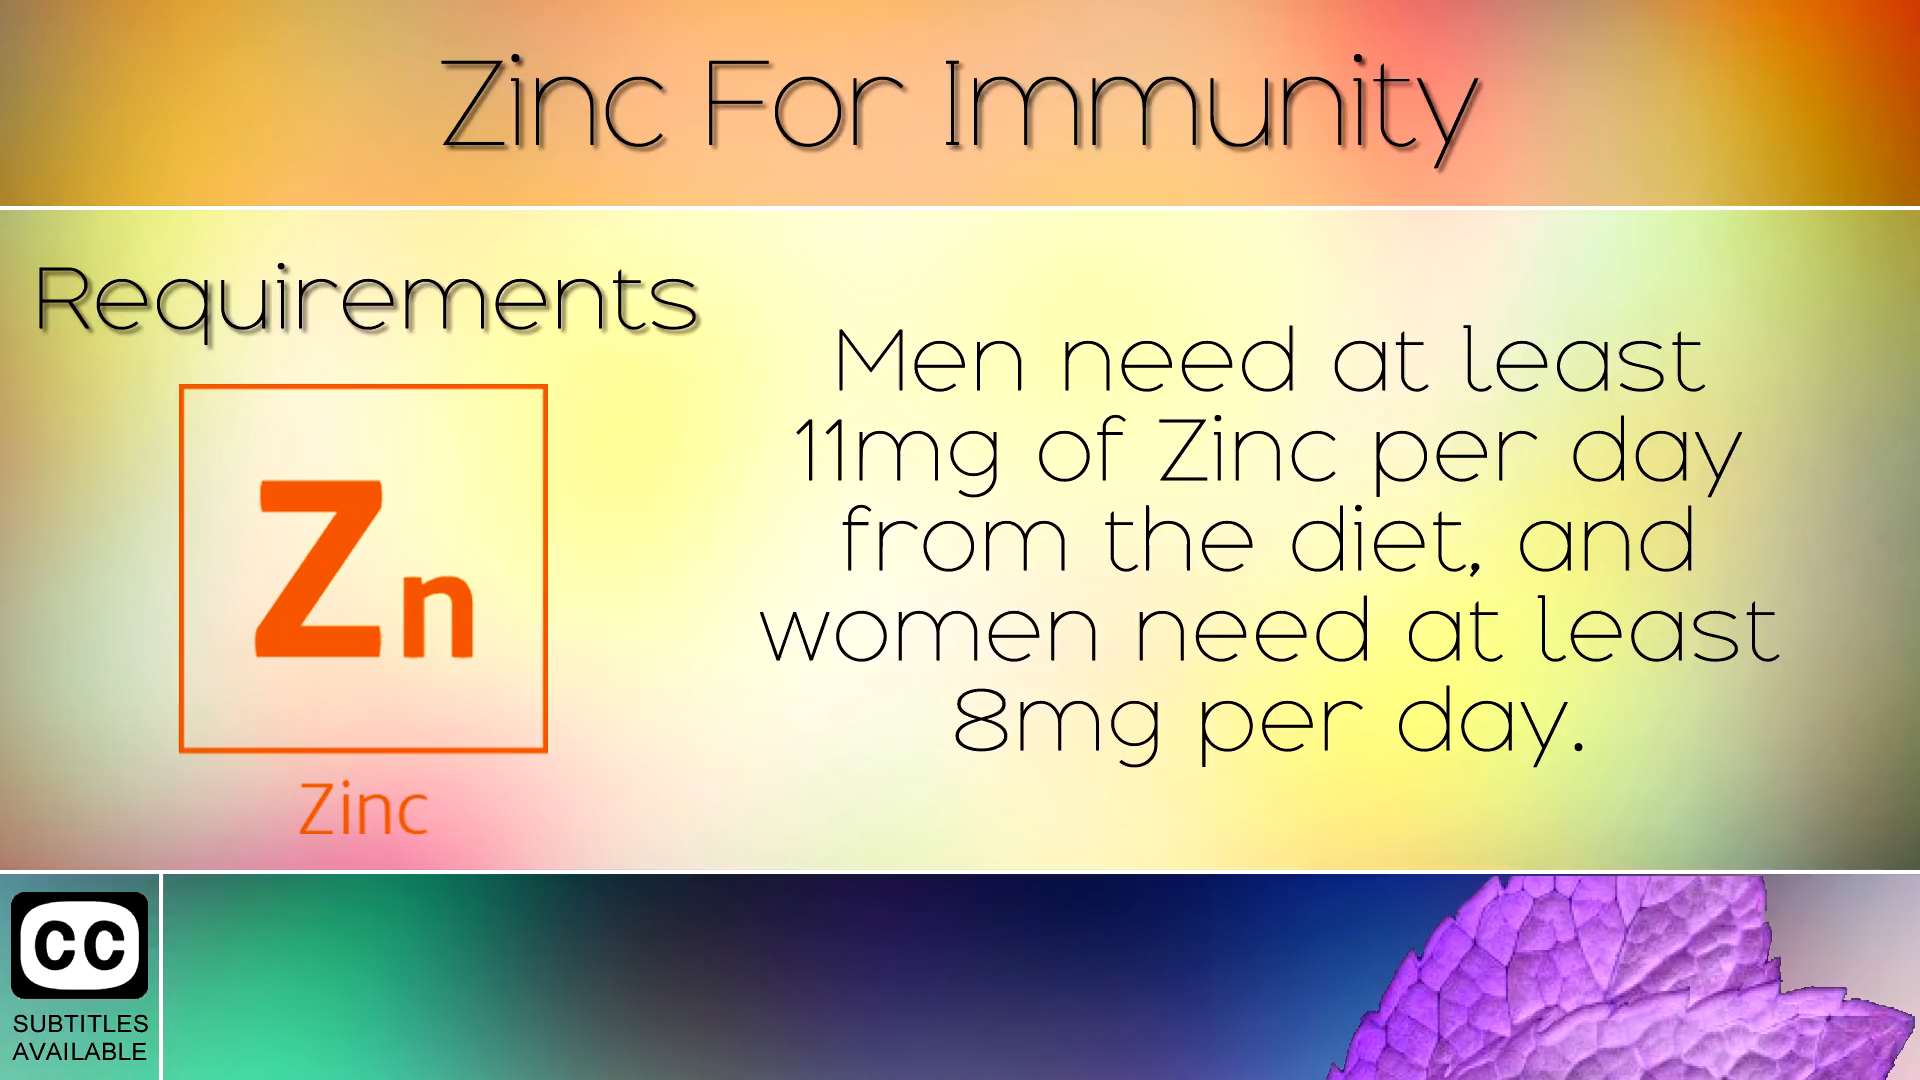 Zinc For Immunity
Requirements
Zn
Zinc
Men need at least
11mg of Zinc per day
from the diet, and
women need at least
8mg per day.
CC
SUBTITLES
AVAILABLE